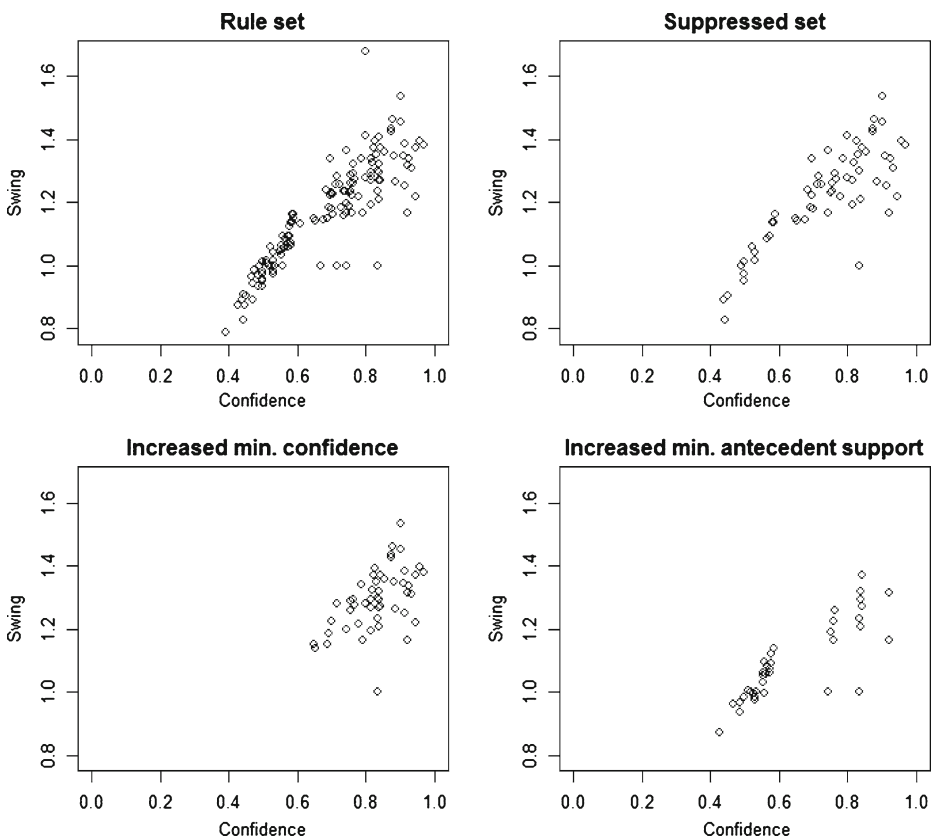 Rule set
Swing
1.6
1.4
1.2
1.0
0.8
0.0 0.2 0.4 0.6 0.8 1.0
Confidence
Suppressed set
Swing
1.6
1.4
1.2
1.0
0.8
0.0 0.2 0.4 0.6 0.8 1.0
Confidence
Increased min. confidence
Swing
1.6
1.4
1.2
1.0
0.8
0.0 0.2 0.4 0.6 0.8 1.0
Confidence
Increased min. antecedent support
Swing
1.6
1.4
1.2
1.0
0.8
0.0 0.2 0.4 0.6 0.8 1.0
Confidence